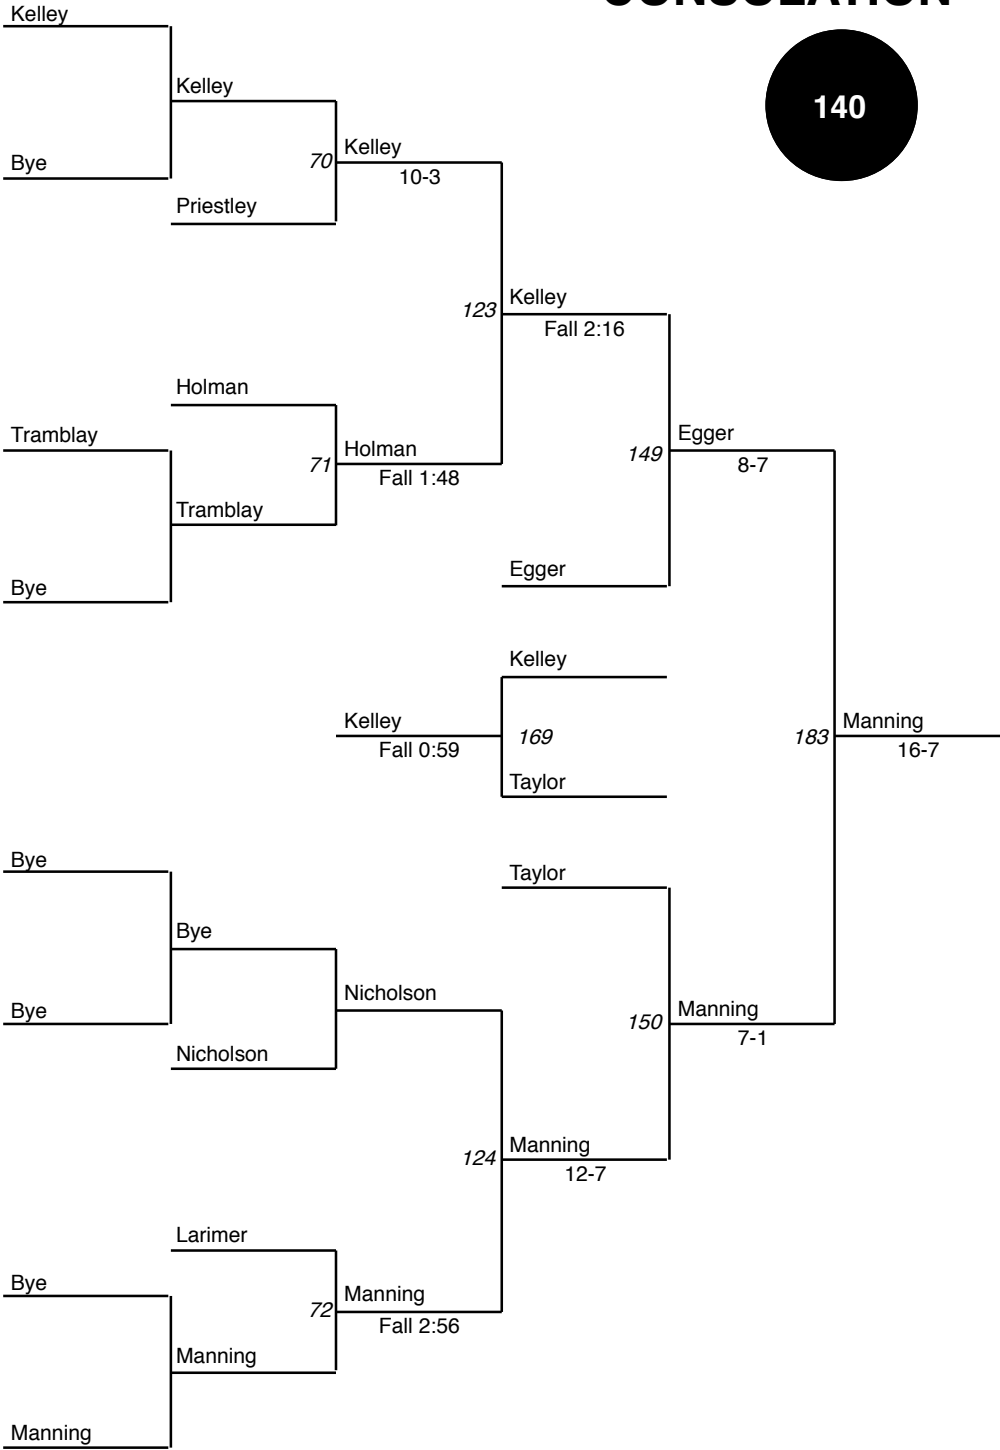 CONSOLATION
Kelley
Kelley
140
70
Kelley
10-3
Bye
Priestley
123
Kelley
Fall 2:16
Holman
Tramblay
Egger
8-7
149
71
Holman
Fall 1:48
Tramblay
Egger
Bye
Kelley
Kelley
Fall 0:59
169
183
Manning
16-7
Taylor
Bye
Taylor
Bye
Nicholson
Bye
Manning
7-1
150
Nicholson
124
Manning
12-7
Larimer
Bye
Manning
72
Fall 2:56
Manning
Manning